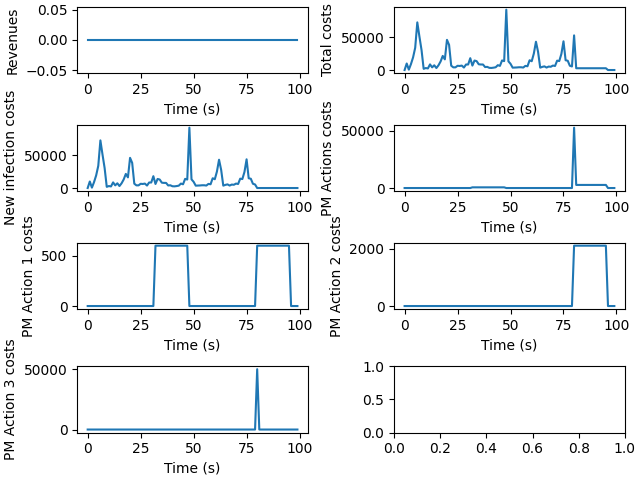 Revenues
0.05
0.00
−0.05
0 25 50 75 100
Time (s)
Total costs
50000
0
0 25 50 75 100
Time (s)
New infection costs
50000
0
0 25 50 75 100
Time (s)
PM Actions costs
50000
0
0 25 50 75 100
Time (s)
PM Action 1 costs
500
0
0 25 50 75 100
Time (s)
PM Action 2 costs
2000
0
0 25 50 75 100
Time (s)
PM Action 3 costs
50000
0
0 25 50 75 100
Time (s)
1.0
0.5
0.0
0.0 0.2 0.4 0.6 0.8 1.0